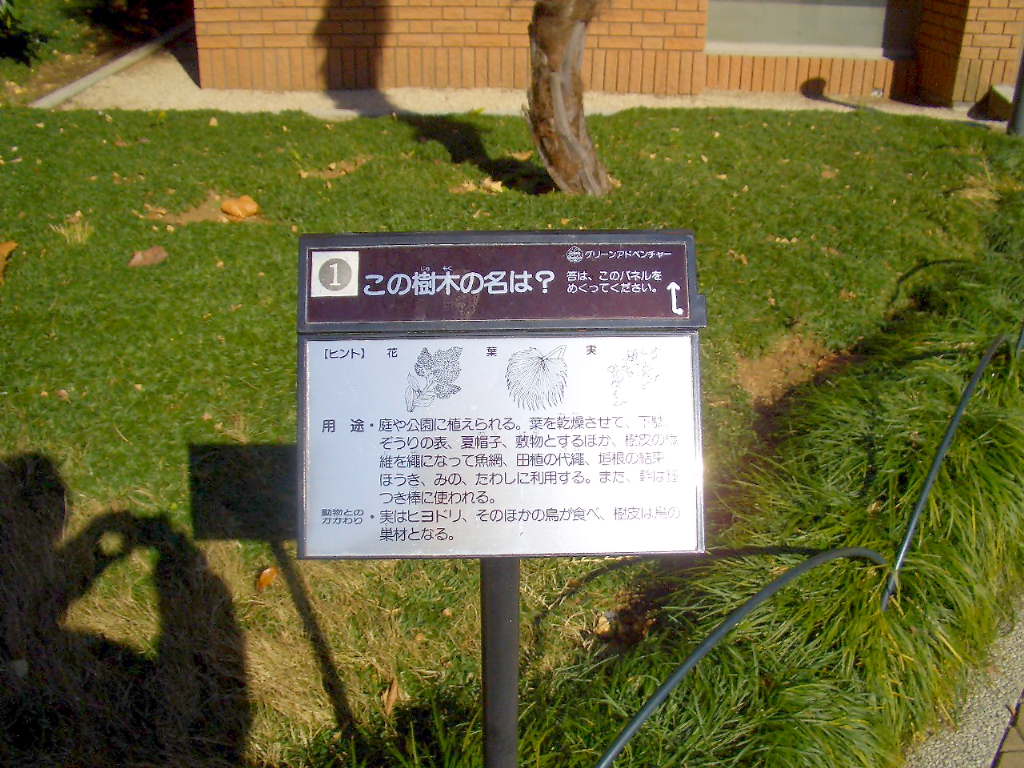 グリーンアドベンチャー
1 この樹木の名は?
じゅ もく
答は、このパネルを
めくってください。
【ヒント】 花 葉 実
用 途・庭や公園に植えられる。葉を乾燥させて、下駄
ぞうりの表、夏帽子、敷物とするほか、樹皮の
維を縄になって魚網、田植の代縄、垣根の結束
ほうき、みの、たわしに利用する。また、幹は
つき棒に使われる。
動物との
かかわり・実はヒヨドリ、そのほかの鳥が食べ、樹皮は鳥の
巣材となる。